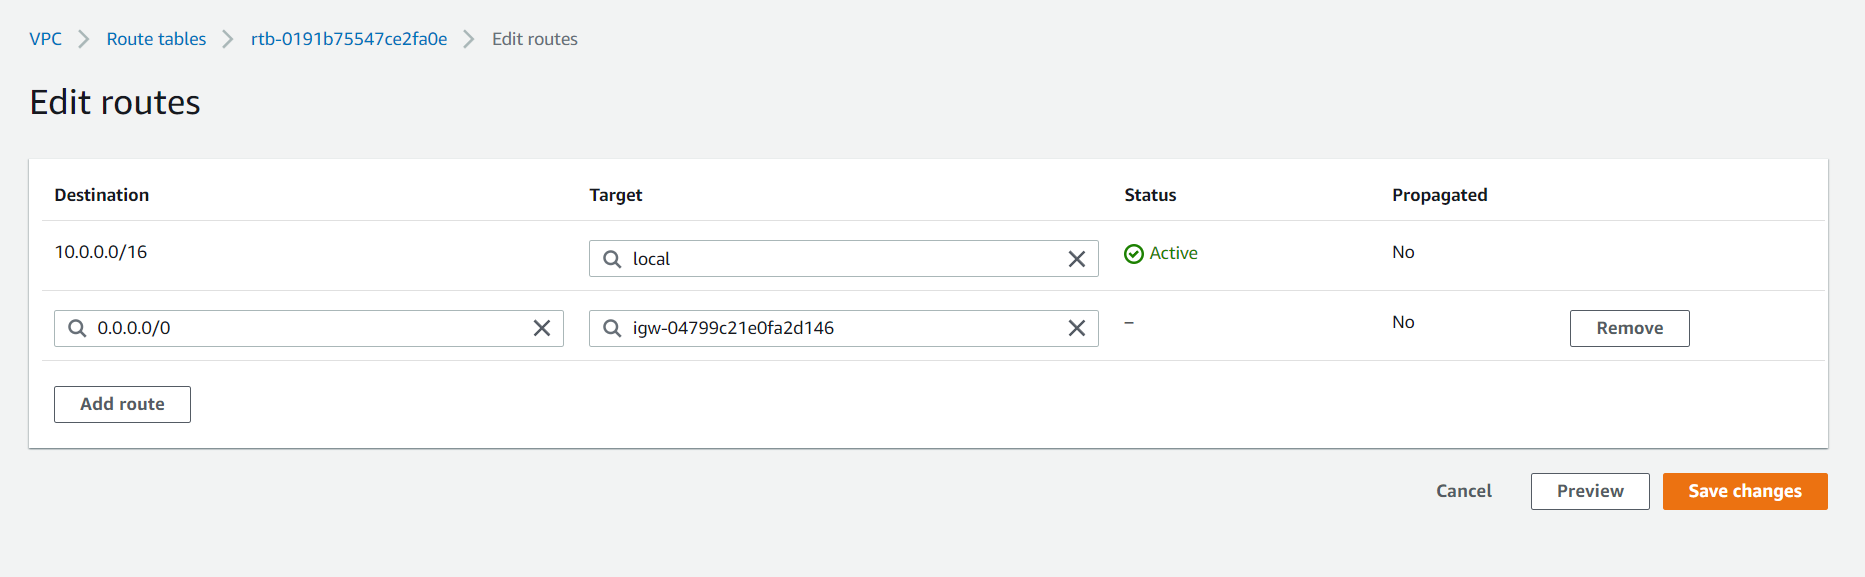 VPC > Route tables > rtb-0191b75547ce2fa0e > Edit routes
Edit routes
Destination Target Status Propagated
10.0.0.0/16 local Active No
0.0.0.0/0 igw-04799c21e0fa2d146 – No Remove
Add route
Cancel Preview Save changes